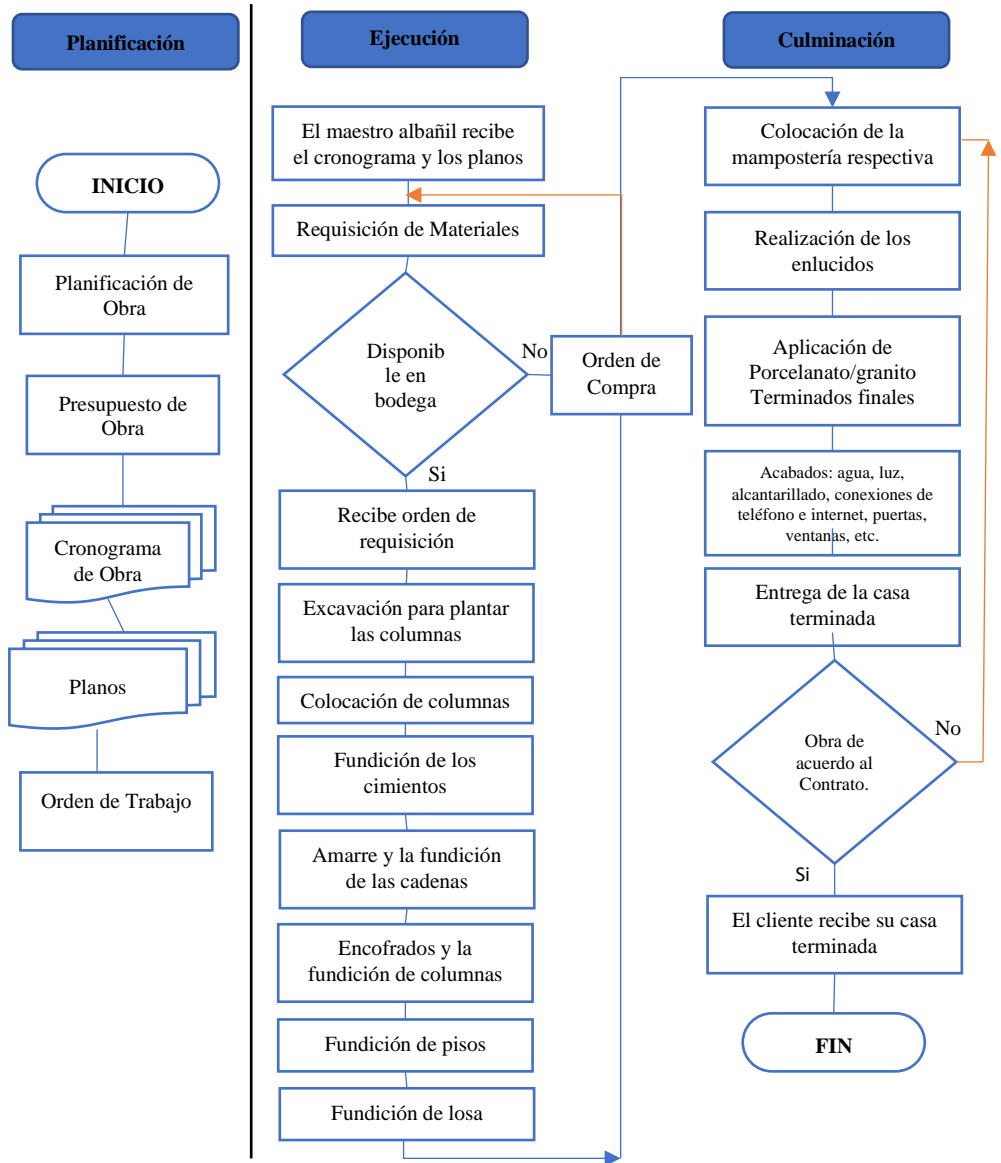 Planificación
INICIO
Planificación de
Obra
Presupuesto de
Obra
Cronograma
de Obra
Planos
Orden de Trabajo
Ejecución
El maestro albañil recibe
el cronograma y los planos
Requisición de Materiales
Disponib
le en
bodega
No
Orden de
Compra
Si
Recibe orden de
requisición
Excavación para plantar
las columnas
Colocación de columnas
Fundición de los
cimientos
Amarre y la fundición
de las cadenas
Encofrados y la
fundición de columnas
Fundición de pisos
Fundición de losa
Culminación
Colocación de la
mampostería respectiva
Realización de los
enlucidos
Aplicación de
Porcelanato/granito
Terminados finales
Acabados: agua, luz,
alcantarillado, conexiones de
teléfono e internet, puertas,
ventanas, etc.
Entrega de la casa
terminada
No
Obra de
acuerdo al
Contrato.
Si
El cliente recibe su casa
terminada
FIN